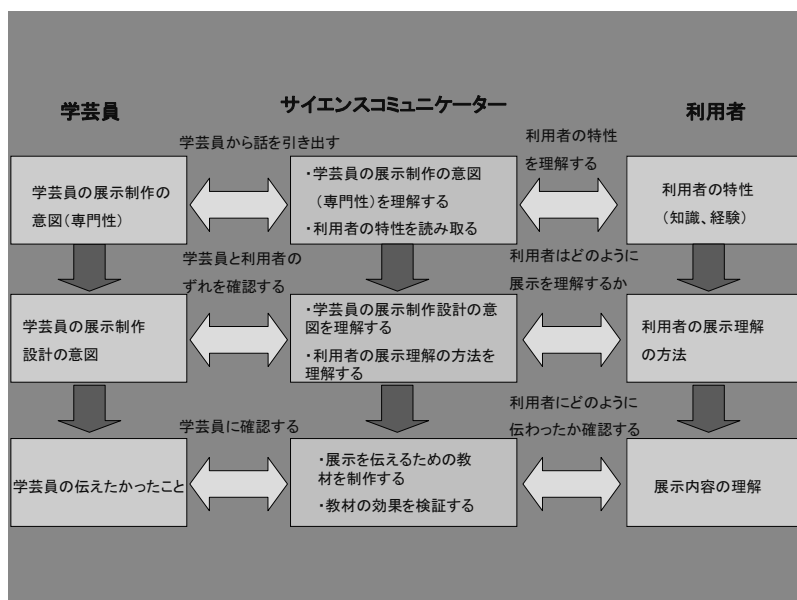 学芸員
サイエンスコミュニケーター
利用者
学芸員から話を引き出す
利用者の特性
を理解する
学芸員の展示制作の
意図(専門性)
・学芸員の展示制作の意図
(専門性)を理解する
・利用者の特性を読み取る
利用者の特性
(知識、経験)
学芸員と利用者の
ずれを確認する
利用者はどのように
展示を理解するか
学芸員の展示制作
設計の意図
・学芸員の展示制作設計の意
図を理解する
・利用者の展示理解の方法を
理解する
利用者の展示理解
の方法
学芸員に確認する
利用者にどのように
伝わったか確認する
学芸員の伝えたかったこと
・展示を伝えるための教
材を制作する
・教材の効果を検証する
展示内容の理解